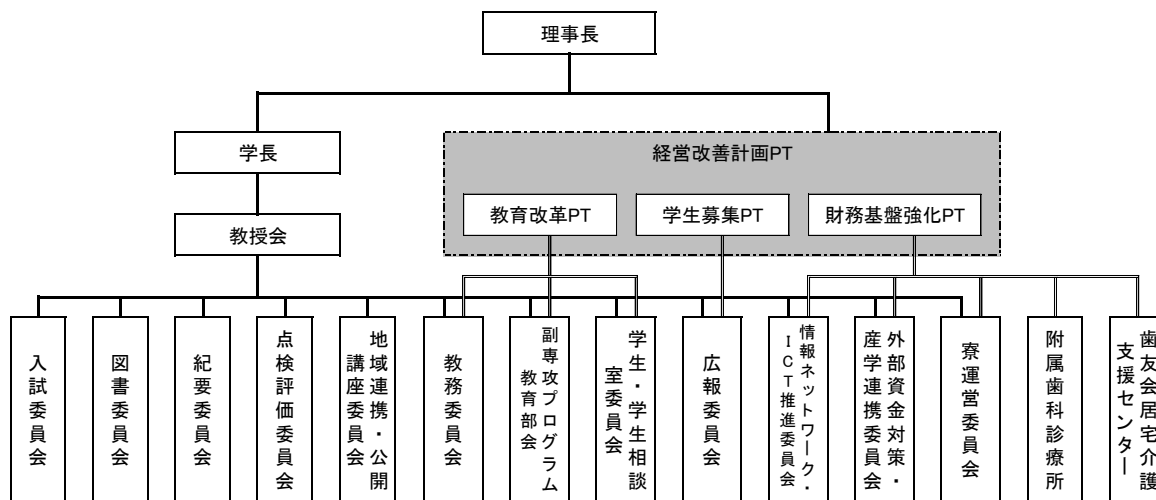 理事長
学長
経営改善計画PT
教育改革PT
学生募集PT
財務基盤強化PT
教授会
入試委員会
図書委員会
紀要委員会
点検評価委員会
地域連携・公開
講座委員会
教務委員会
副専攻プログラム
教育部会
学生・学生相談
室委員会
広報委員会
情報ネットワーク・
ICT推進委員会
外部資金対策・
産学連携委員会
寮運営委員会
附属歯科診療所
歯友会居宅介護
支援センター